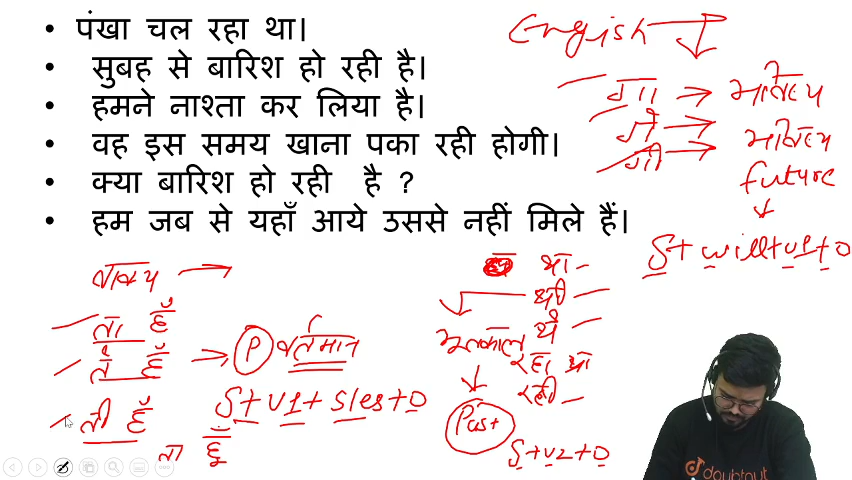 • पंखा चल रहा था।
• सुबह से बारिश हो रही है।
• हमने नाश्ता कर लिया है।
• वह इस समय खाना पका रही होगी।
• क्या बारिश हो रही है ?
• हम जब से यहाँ आये उससे नहीं मिले हैं।
English
गा → भविष्य
गे → भविष्य
गी →
future
S + will + v1 + O
वाक्य →
ता हूँ
ते हैं → P वर्तमान
ती हूँ
ता हूँ
S + V1 + s/es + O
था
थी
भूतकाल थे
रहा था
रही
Past
S + v2 + O
doubtnut